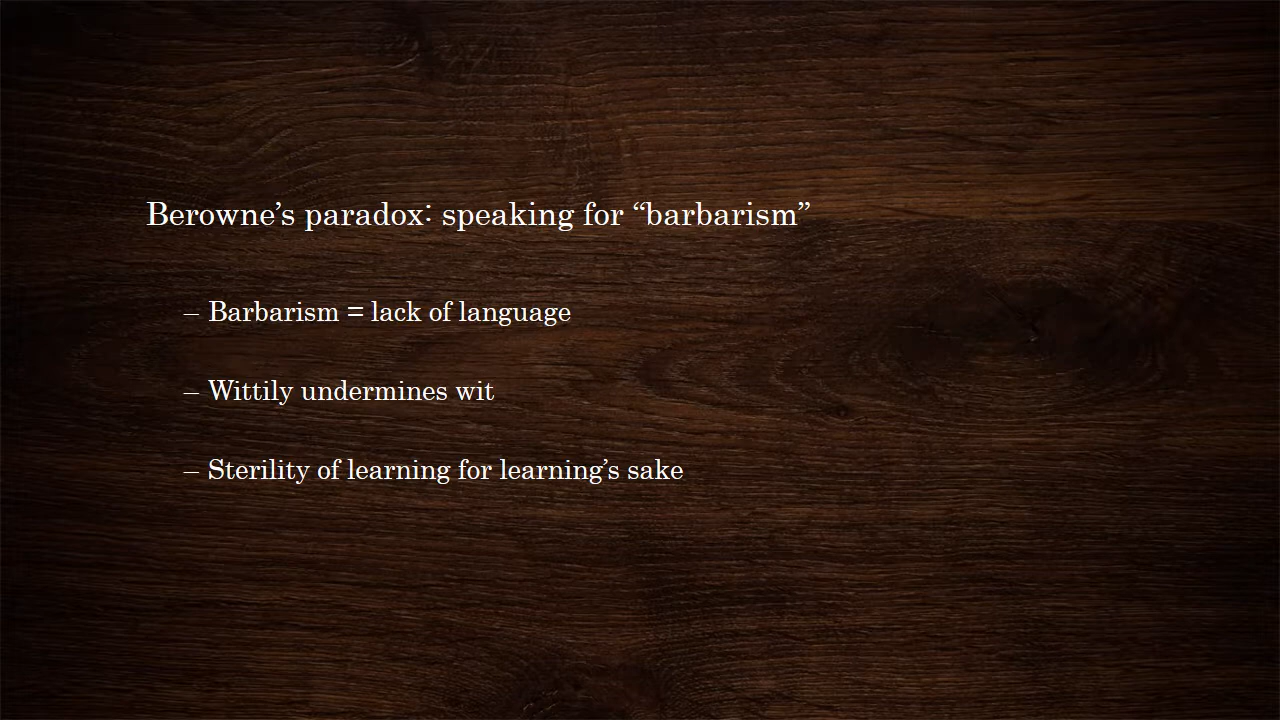 Berowne’s paradox: speaking for “barbarism”
– Barbarism = lack of language
– Wittily undermines wit
– Sterility of learning for learning’s sake